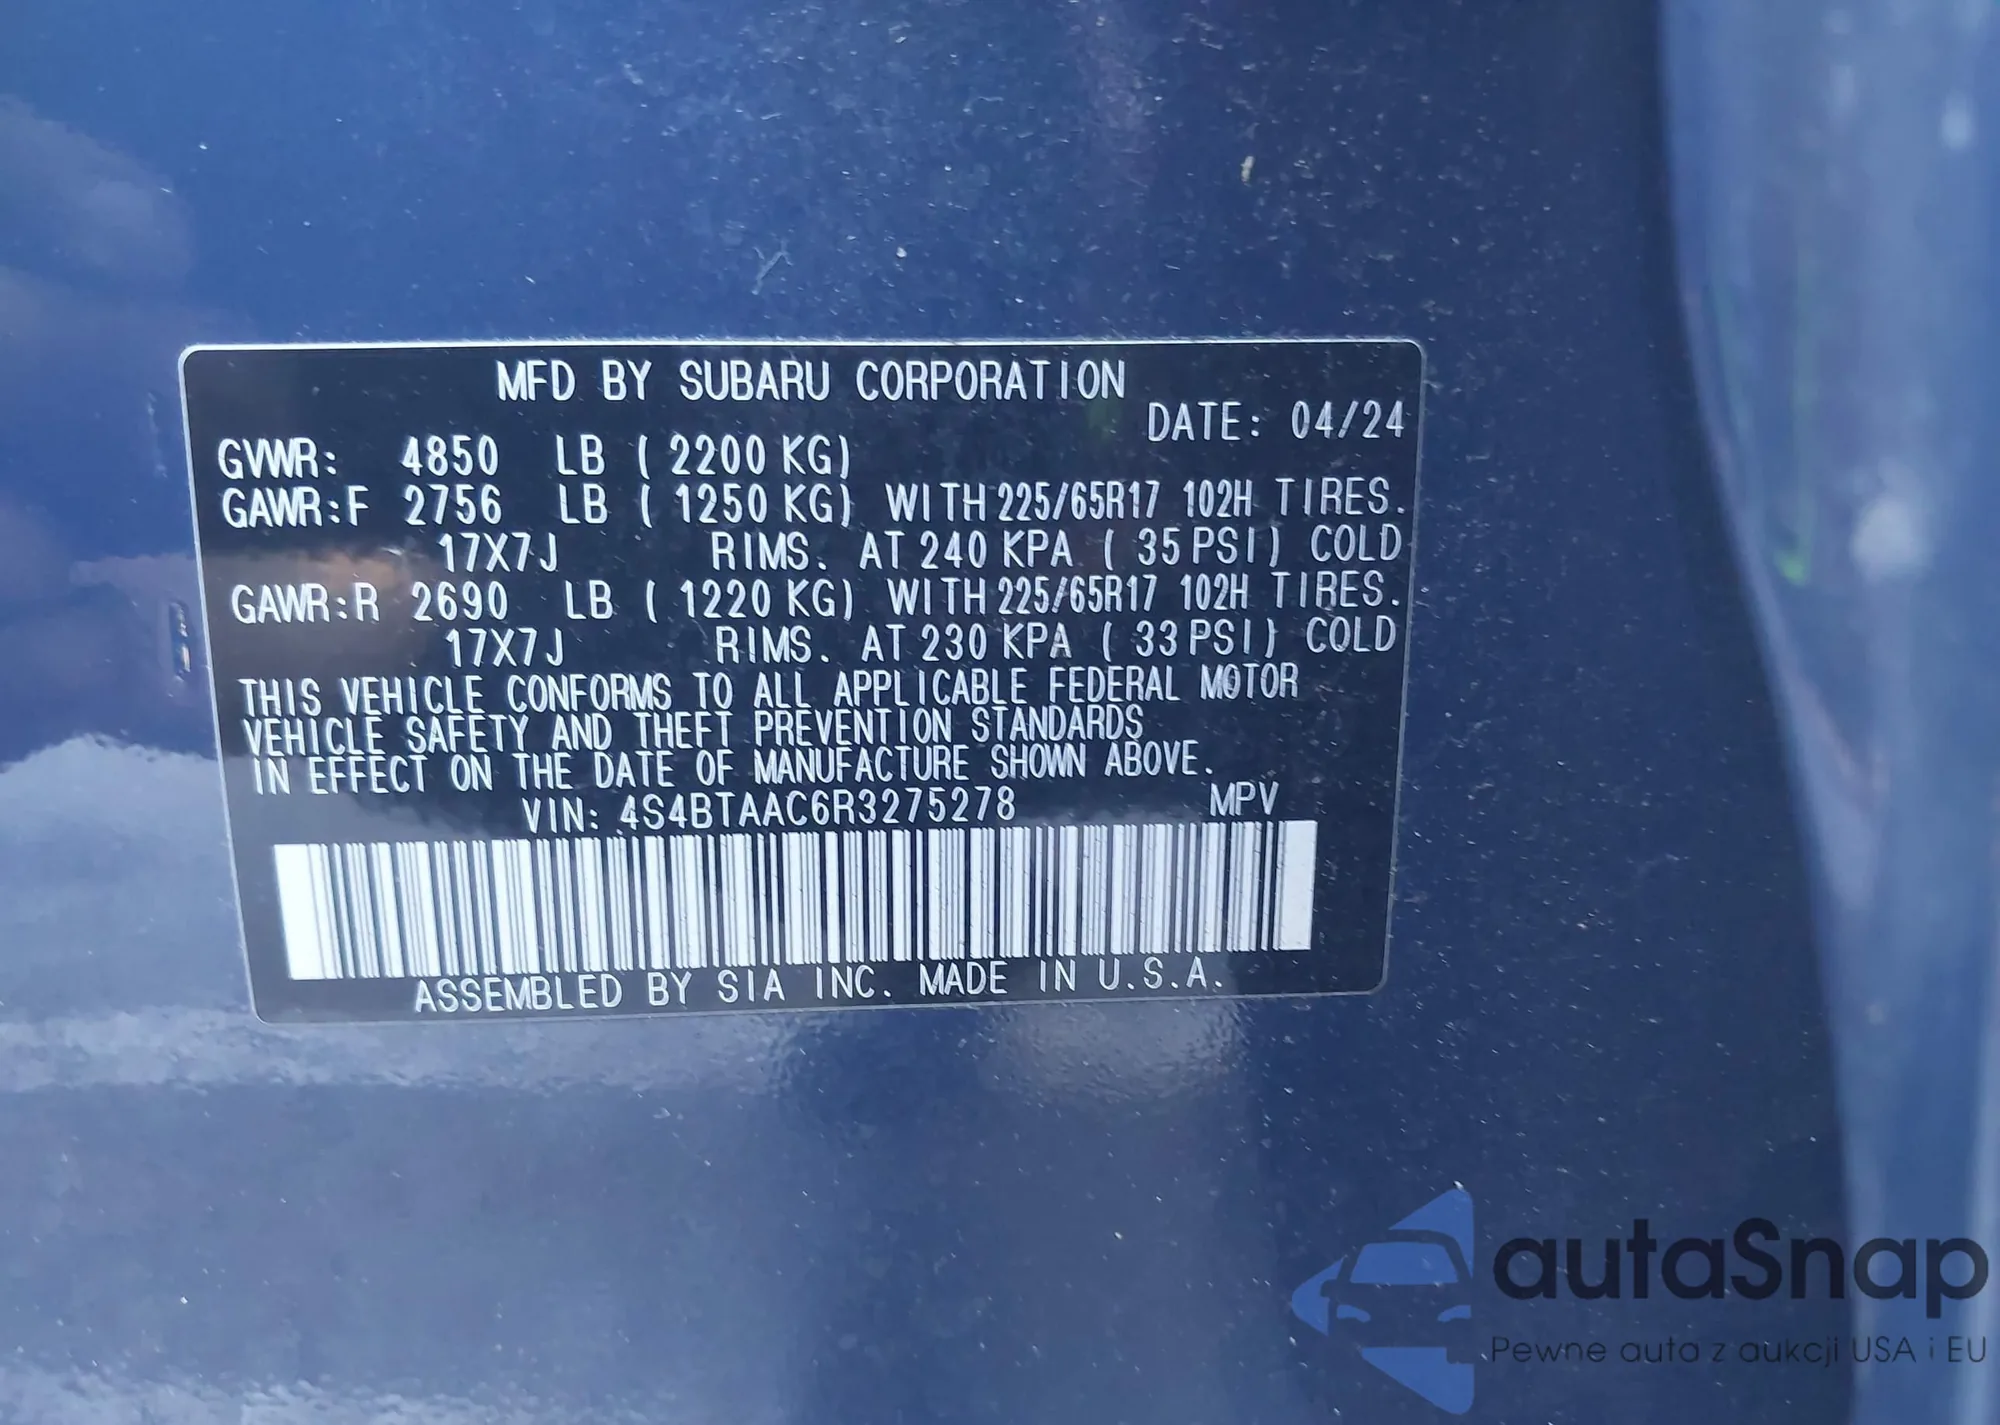 MFD BY SUBARU CORPORATION
DATE: 04/24
GVWR: 4850 LB ( 2200 KG)
GAWR:F 2756 LB ( 1250 KG) WITH 225/65R17 102H TIRES.
17X7J RIMS. AT 240 KPA ( 35 PSI) COLD
GAWR:R 2690 LB ( 1220 KG) WITH 225/65R17 102H TIRES.
17X7J RIMS. AT 230 KPA ( 33 PSI) COLD
THIS VEHICLE CONFORMS TO ALL APPLICABLE FEDERAL MOTOR
VEHICLE SAFETY AND THEFT PREVENTION STANDARDS
IN EFFECT ON THE DATE OF MANUFACTURE SHOWN ABOVE.
VIN: 4S4BTAAC6R3275278 MPV
ASSEMBLED BY SIA INC. MADE IN U.S.A.
autaSnap
Pewne auta z aukcji USA i EU